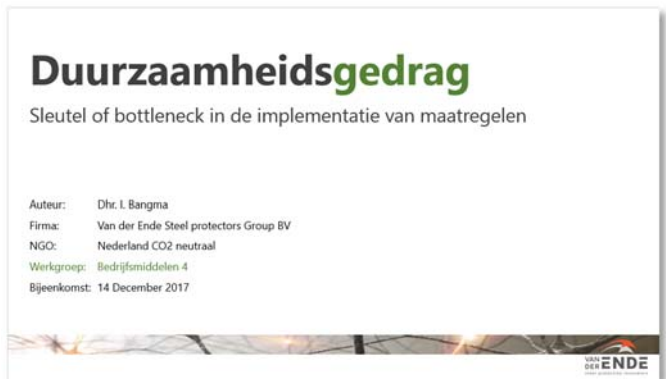 Duurzaamheidsgedrag
Sleutel of bottleneck in de implementatie van maatregelen
Auteur: Dhr. I. Bangma
Firma: Van der Ende Steel protectors Group BV
NGO: Nederland CO2 neutraal
Werkgroep: Bedrijfsmiddelen 4
Bijeenkomst: 14 December 2017
VAN DER ENDE